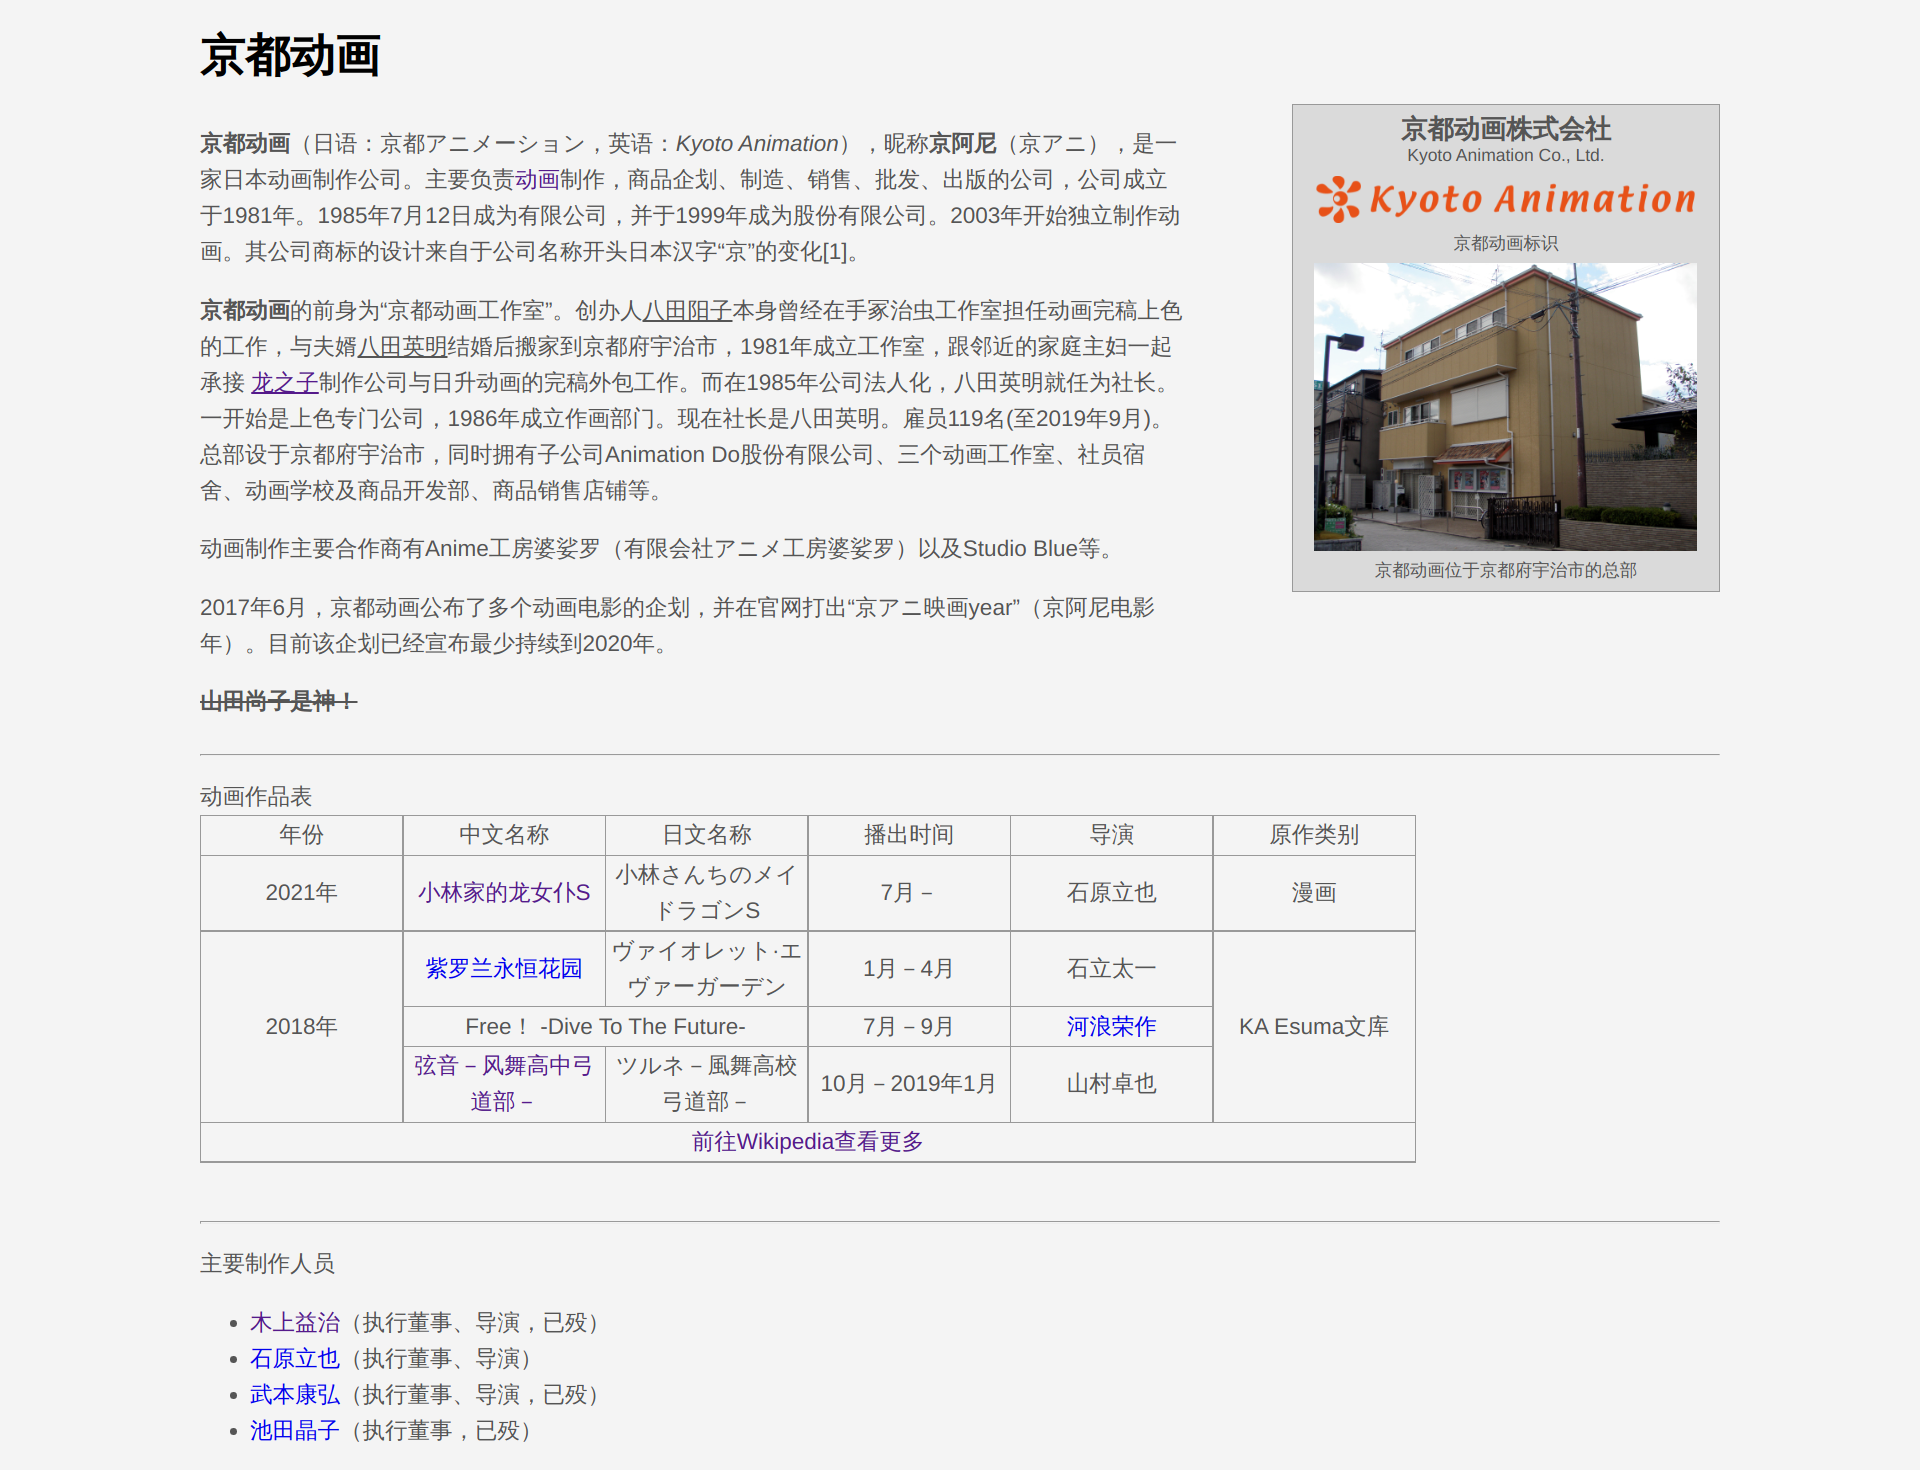 京都动画
京都动画（日语：京都アニメーション，英语：Kyoto Animation），昵称京阿尼（京アニ），是一
家日本动画制作公司。主要负责动画制作，商品企划、制造、销售、批发、出版的公司，公司成立
于1981年。1985年7月12日成为有限公司，并于1999年成为股份有限公司。2003年开始独立制作动
画。其公司商标的设计来自于公司名称开头日本汉字“京”的变化[1]。
京都动画的前身为“京都动画工作室”。创办人八田阳子本身曾经在手冢治虫工作室担任动画完稿上色
的工作，与夫婿八田英明结婚后搬家到京都府宇治市，1981年成立工作室，跟邻近的家庭主妇一起
承接 龙之子制作公司与日升动画的完稿外包工作。而在1985年公司法人化，八田英明就任为社长。
一开始是上色专门公司，1986年成立作画部门。现在社长是八田英明。雇员119名(至2019年9月)。
总部设于京都府宇治市，同时拥有子公司Animation Do股份有限公司、三个动画工作室、社员宿
舍、动画学校及商品开发部、商品销售店铺等。
动画制作主要合作商有Anime工房婆娑罗（有限会社アニメ工房婆娑罗）以及Studio Blue等。
2017年6月，京都动画公布了多个动画电影的企划，并在官网打出“京アニ映画year”（京阿尼电影
年）。目前该企划已经宣布最少持续到2020年。
山田尚子是神！
京都动画株式会社
Kyoto Animation Co., Ltd.
Kyoto Animation
京都动画标识
京都动画位于京都府宇治市的总部
动画作品表
年份 中文名称 日文名称 播出时间 导演 原作类别
2021年 小林家的龙女仆S 小林さんちのメイ
ドラゴンS 7月－ 石原立也 漫画
2018年 紫罗兰永恒花园 ヴァイオレット·エ
ヴァーガーデン 1月－4月 石立太一 KA Esuma文库
Free！ -Dive To The Future- 7月－9月 河浪荣作
弦音－风舞高中弓
道部－ ツルネ－風舞高校
弓道部－ 10月－2019年1月 山村卓也
前往Wikipedia查看更多
主要制作人员
木上益治（执行董事、导演，已殁）
石原立也（执行董事、导演）
武本康弘（执行董事、导演，已殁）
池田晶子（执行董事，已殁）